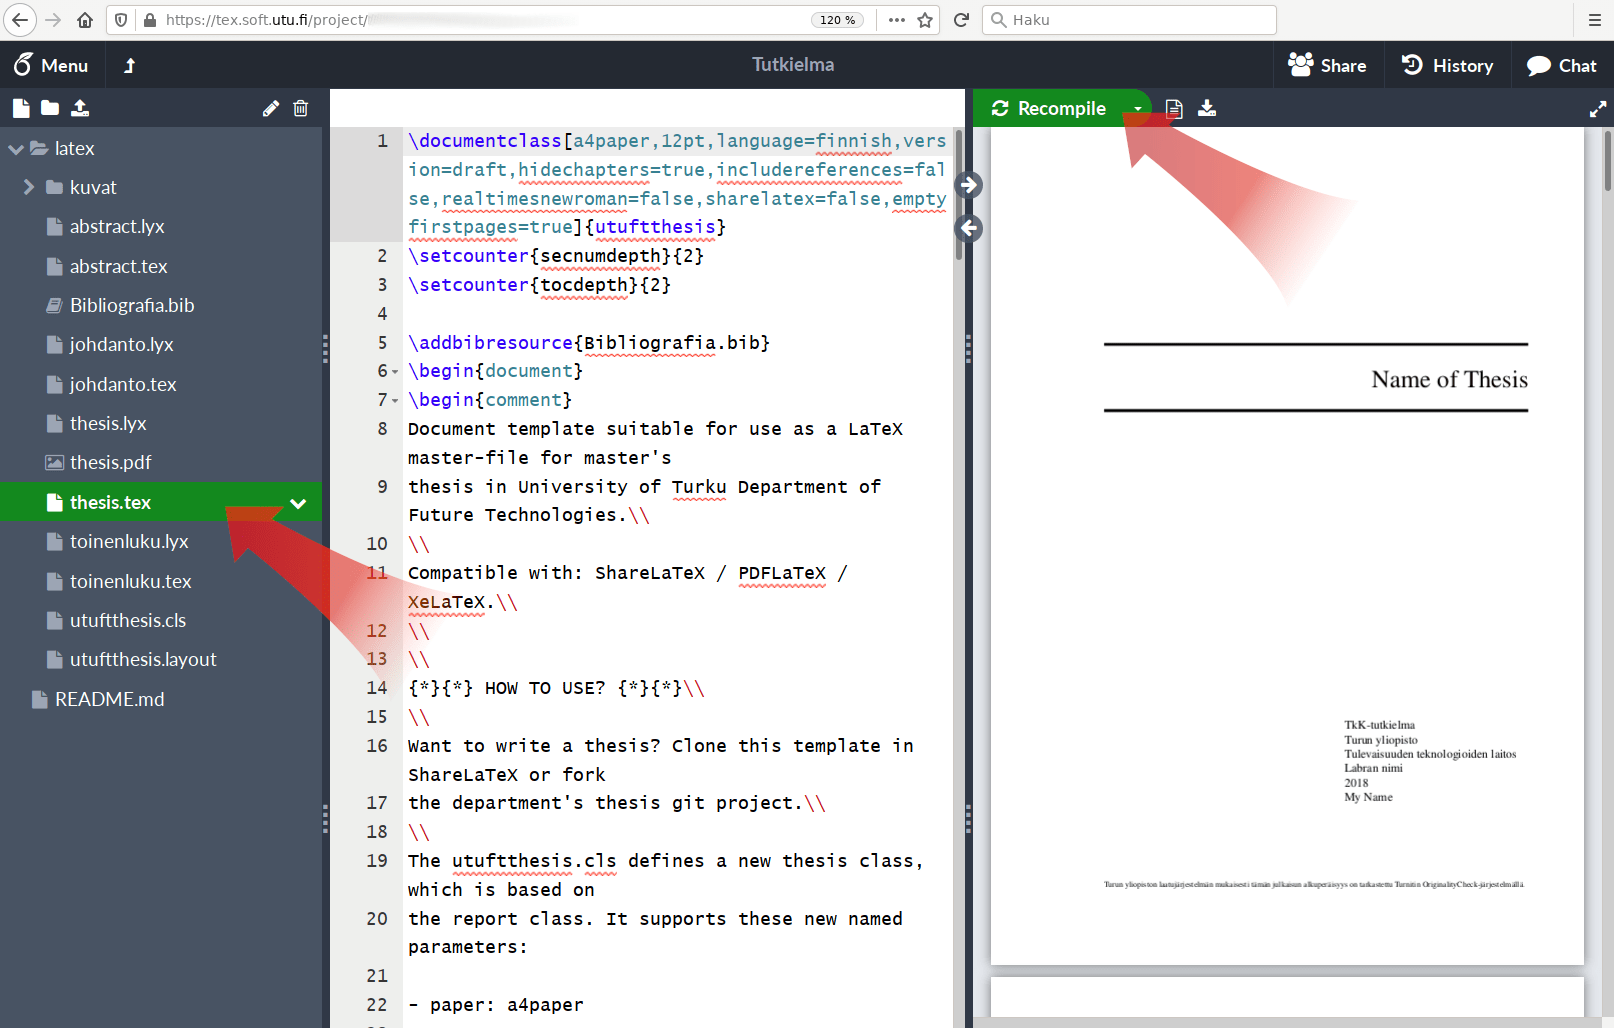 https://tex.soft.utu.fi/project/
120 %
Haku
Menu
Tutkielma
Share
History
Chat
Recompile
latex
kuvat
abstract.lyx
abstract.tex
Bibliografia.bib
johdanto.lyx
johdanto.tex
thesis.lyx
thesis.pdf
thesis.tex
toinenluku.lyx
toinenluku.tex
utuftthesis.cls
utuftthesis.layout
README.md
1 \documentclass[a4paper,12pt,language=finnish,vers
ion=draft,hidechapters=true,includereferences=fal
se,realtimesnewroman=false,sharelatex=false,empty
firstpages=true]{utuftthesis}
2 \setcounter{secnumdepth}{2}
3 \setcounter{tocdepth}{2}
4
5 \addbibresource{Bibliografia.bib}
6 \begin{document}
7 \begin{comment}
8 Document template suitable for use as a LaTeX
master-file for master's
9 thesis in University of Turku Department of
Future Technologies.\\
10 \\
11 Compatible with: ShareLaTeX / PDFLaTeX /
XeLaTeX.\\
12 \\
13 \\
14 {*}{*} HOW TO USE? {*}{*}\\
15 \\
16 Want to write a thesis? Clone this template in
ShareLaTeX or fork
17 the department's thesis git project.\\
18 \\
19 The utuftthesis.cls defines a new thesis class,
which is based on
20 the report class. It supports these new named
parameters:
21
22 - paper: a4paper
Name of Thesis
TkK-tutkielma
Turun yliopisto
Tulevaisuuden teknologioiden laitos
Labran nimi
2018
My Name
Turun yliopiston laatujärjestelmän mukaisesti tämän julkaisun alkuperäisyys on tarkastettu Turnitin OriginalityCheck-järjestelmällä.